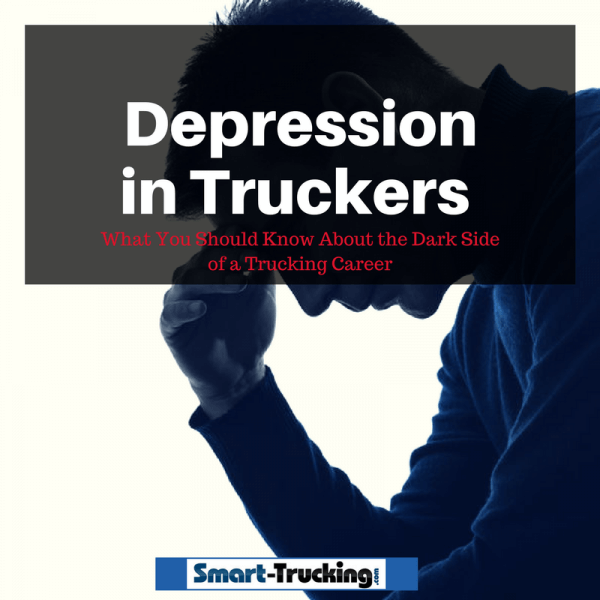 Depression
in Truckers
What You Should Know About the Dark Side
of a Trucking Career
Smart-Trucking.com